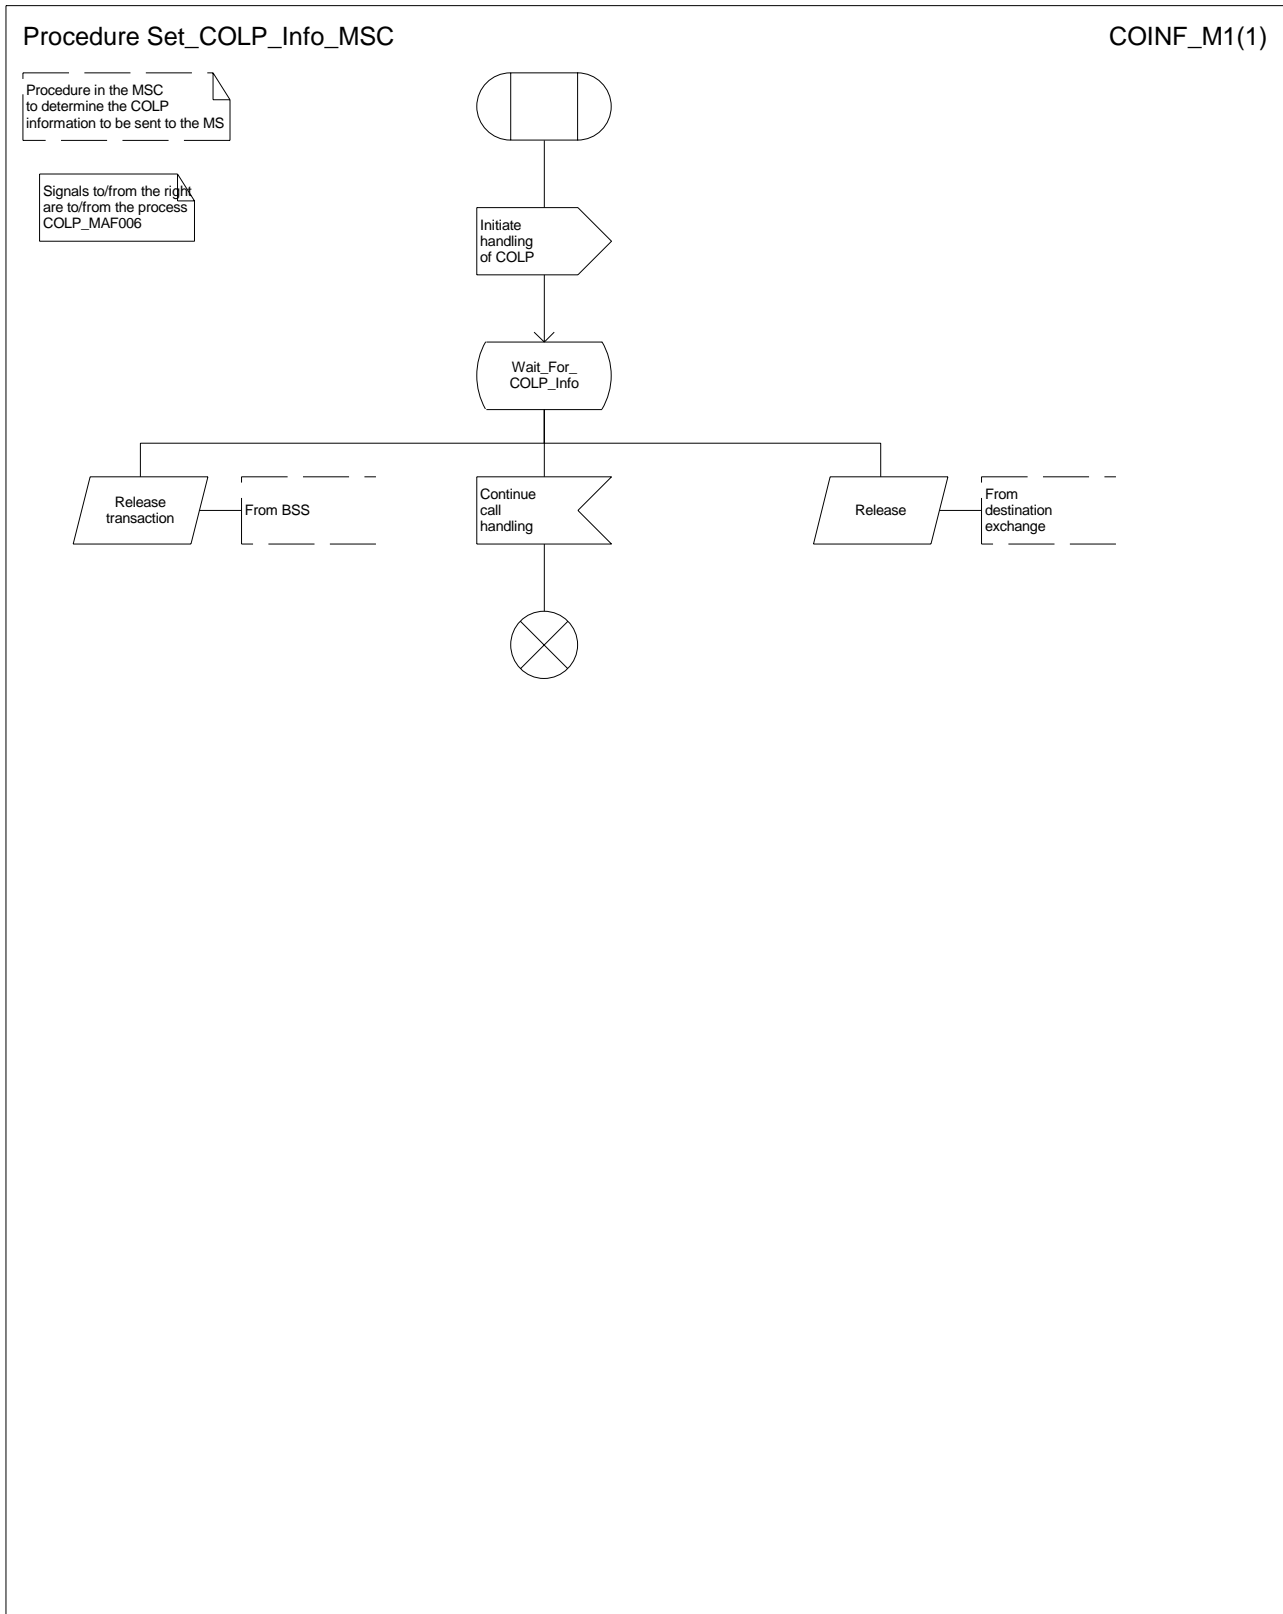 Procedure Set_COLP_Info_MSC
COINF_M1(1)
Procedure in the MSC
to determine the COLP
information to be sent to the MS
Signals to/from the right
are to/from the process
COLP_MAF006
Initiate
handling
of COLP
Wait_For_
COLP_Info
Release
transaction
From BSS
Continue
call
handling
Release
From
destination
exchange